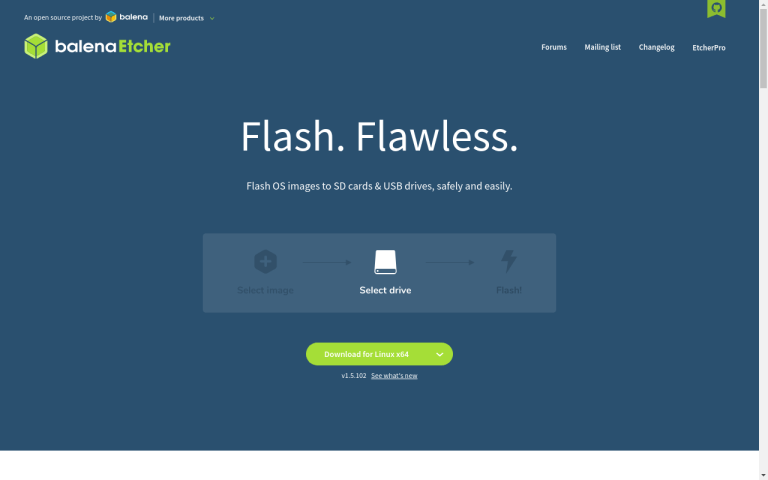 An open source project by balena More products
balenaEtcher
Forums Mailing list Changelog EtcherPro
Flash. Flawless.
Flash OS images to SD cards & USB drives, safely and easily.
Select image Select drive Flash!
Download for Linux x64
v1.5.102 See what's new